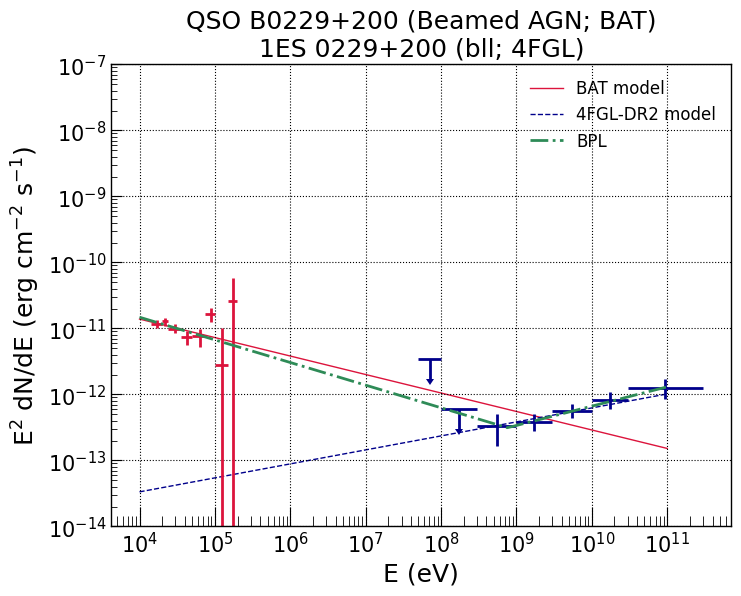 QSO B0229+200 (Beamed AGN; BAT)
1ES 0229+200 (bll; 4FGL)
BAT model
4FGL-DR2 model
BPL
E² dN/dE (erg cm⁻² s⁻¹)
10⁻⁷
10⁻⁸
10⁻⁹
10⁻¹⁰
10⁻¹¹
10⁻¹²
10⁻¹³
10⁻¹⁴
10⁴ 10⁵ 10⁶ 10⁷ 10⁸ 10⁹ 10¹⁰ 10¹¹
E (eV)